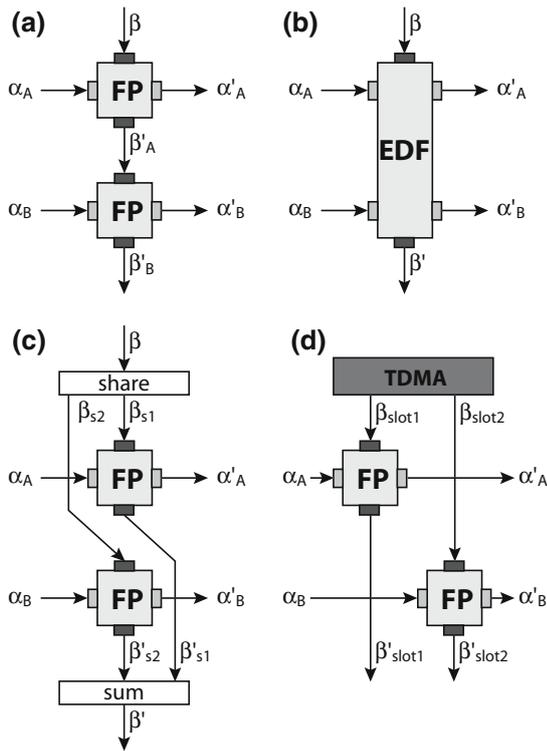 (a)
β
α_A
FP
α'_A
β'_A
α_B
FP
α'_B
β'_B
(b)
β
α_A
α'_A
EDF
α_B
α'_B
β'
(c)
β
share
β_s2
β_s1
α_A
FP
α'_A
α_B
FP
α'_B
β'_s2
β'_s1
sum
β'
(d)
TDMA
β_slot1
β_slot2
α_A
FP
α'_A
α_B
FP
α'_B
β'_slot1
β'_slot2